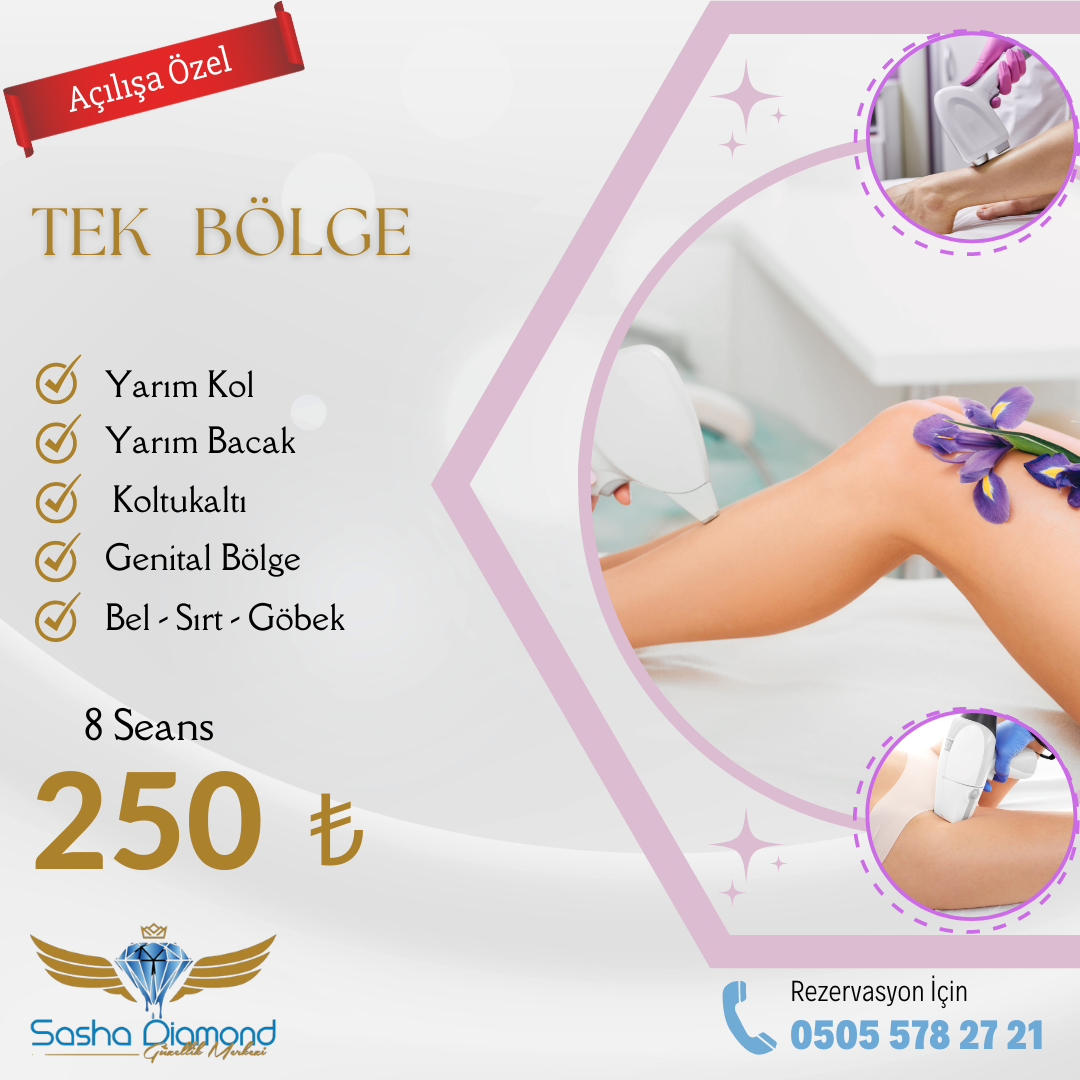 Açılışa Özel
TEK BÖLGE
Yarım Kol
Yarım Bacak
Koltukaltı
Genital Bölge
Bel - Sırt - Göbek
8 Seans
250 ₺
Sasha Diamond
Güzellik Merkezi
Rezervasyon İçin
0505 578 27 21